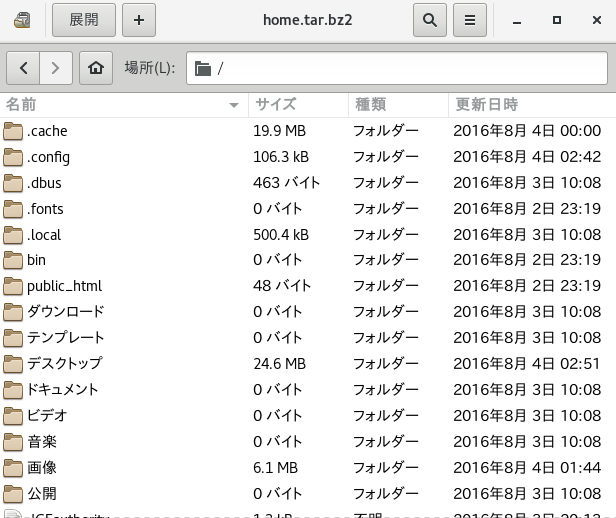 展開 + home.tar.bz2
場所(L): /
名前 サイズ 種類 更新日時
.cache 19.9 MB フォルダー 2016年8月 4日 00:00
.config 106.3 kB フォルダー 2016年8月 4日 02:42
.dbus 463 バイト フォルダー 2016年8月 3日 10:08
.fonts 0 バイト フォルダー 2016年8月 2日 23:19
.local 500.4 kB フォルダー 2016年8月 3日 10:08
bin 0 バイト フォルダー 2016年8月 2日 23:19
public_html 48 バイト フォルダー 2016年8月 2日 23:19
ダウンロード 0 バイト フォルダー 2016年8月 3日 10:08
テンプレート 0 バイト フォルダー 2016年8月 3日 10:08
デスクトップ 24.6 MB フォルダー 2016年8月 4日 02:51
ドキュメント 0 バイト フォルダー 2016年8月 3日 10:08
ビデオ 0 バイト フォルダー 2016年8月 3日 10:08
音楽 0 バイト フォルダー 2016年8月 3日 10:08
画像 6.1 MB フォルダー 2016年8月 4日 01:44
公開 0 バイト フォルダー 2016年8月 3日 10:08